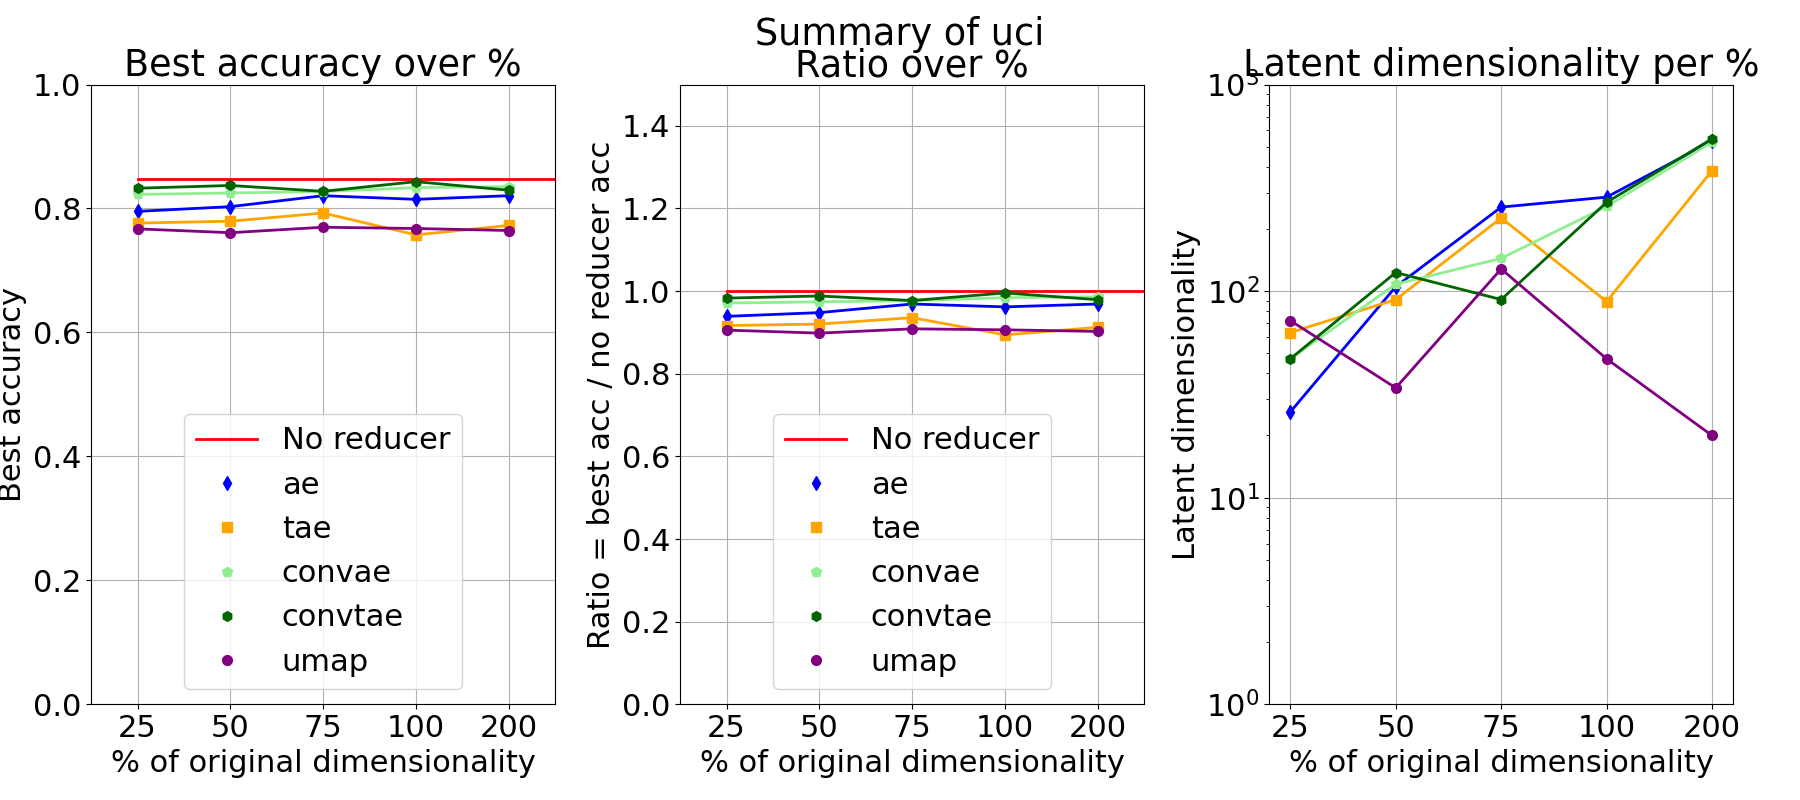 Summary of uci
Best accuracy over %
Best accuracy
1.0
0.8
0.6
0.4
0.2
0.0
No reducer
ae
tae
convae
convtae
umap
25 50 75 100 200
% of original dimensionality
Ratio over %
Ratio = best acc / no reducer acc
1.4
1.2
1.0
0.8
0.6
0.4
0.2
0.0
No reducer
ae
tae
convae
convtae
umap
25 50 75 100 200
% of original dimensionality
Latent dimensionality per %
Latent dimensionality
10³
10²
10¹
10⁰
25 50 75 100 200
% of original dimensionality